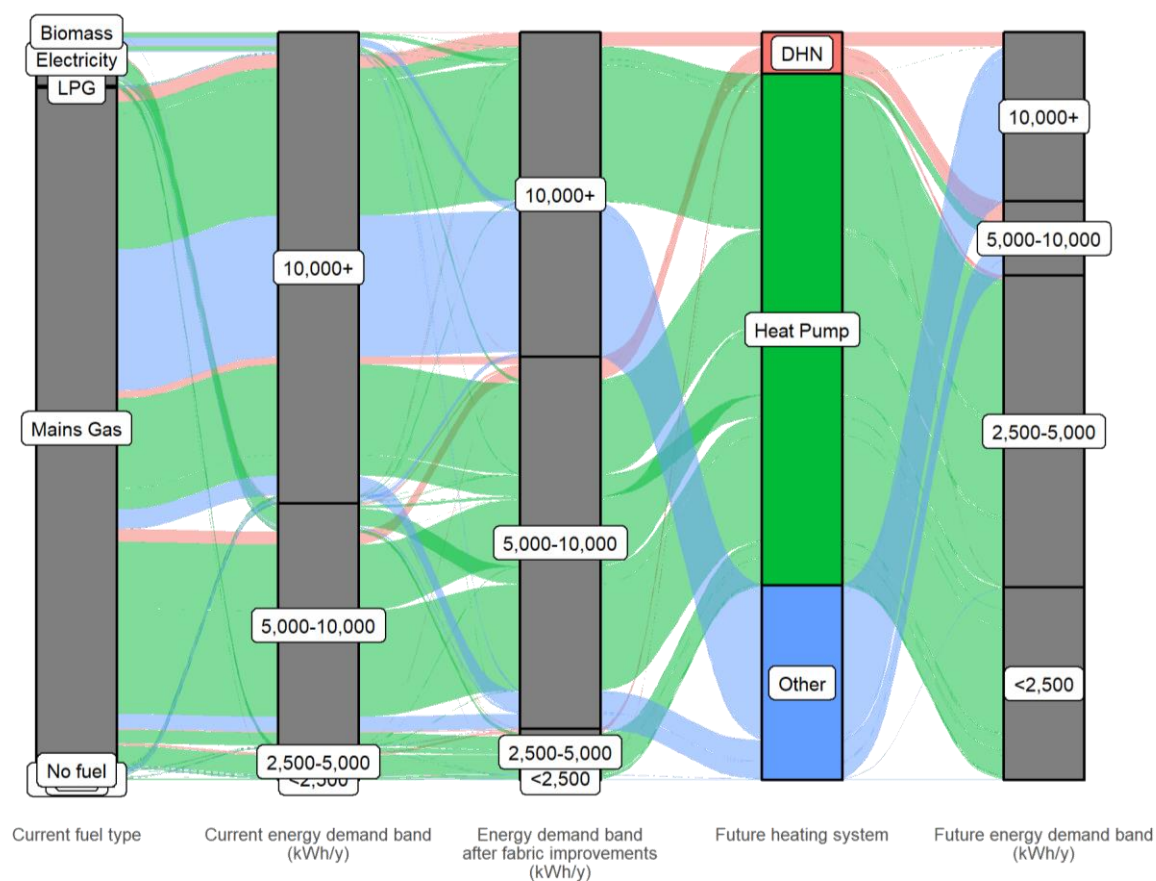 Biomass
Electricity
LPG
Mains Gas
No fuel
10,000+
5,000-10,000
2,500-5,000
<2,500
10,000+
5,000-10,000
2,500-5,000
<2,500
DHN
Heat Pump
Other
10,000+
5,000-10,000
2,500-5,000
<2,500
Current fuel type
Current energy demand band
(kWh/y)
Energy demand band
after fabric improvements
(kWh/y)
Future heating system
Future energy demand band
(kWh/y)